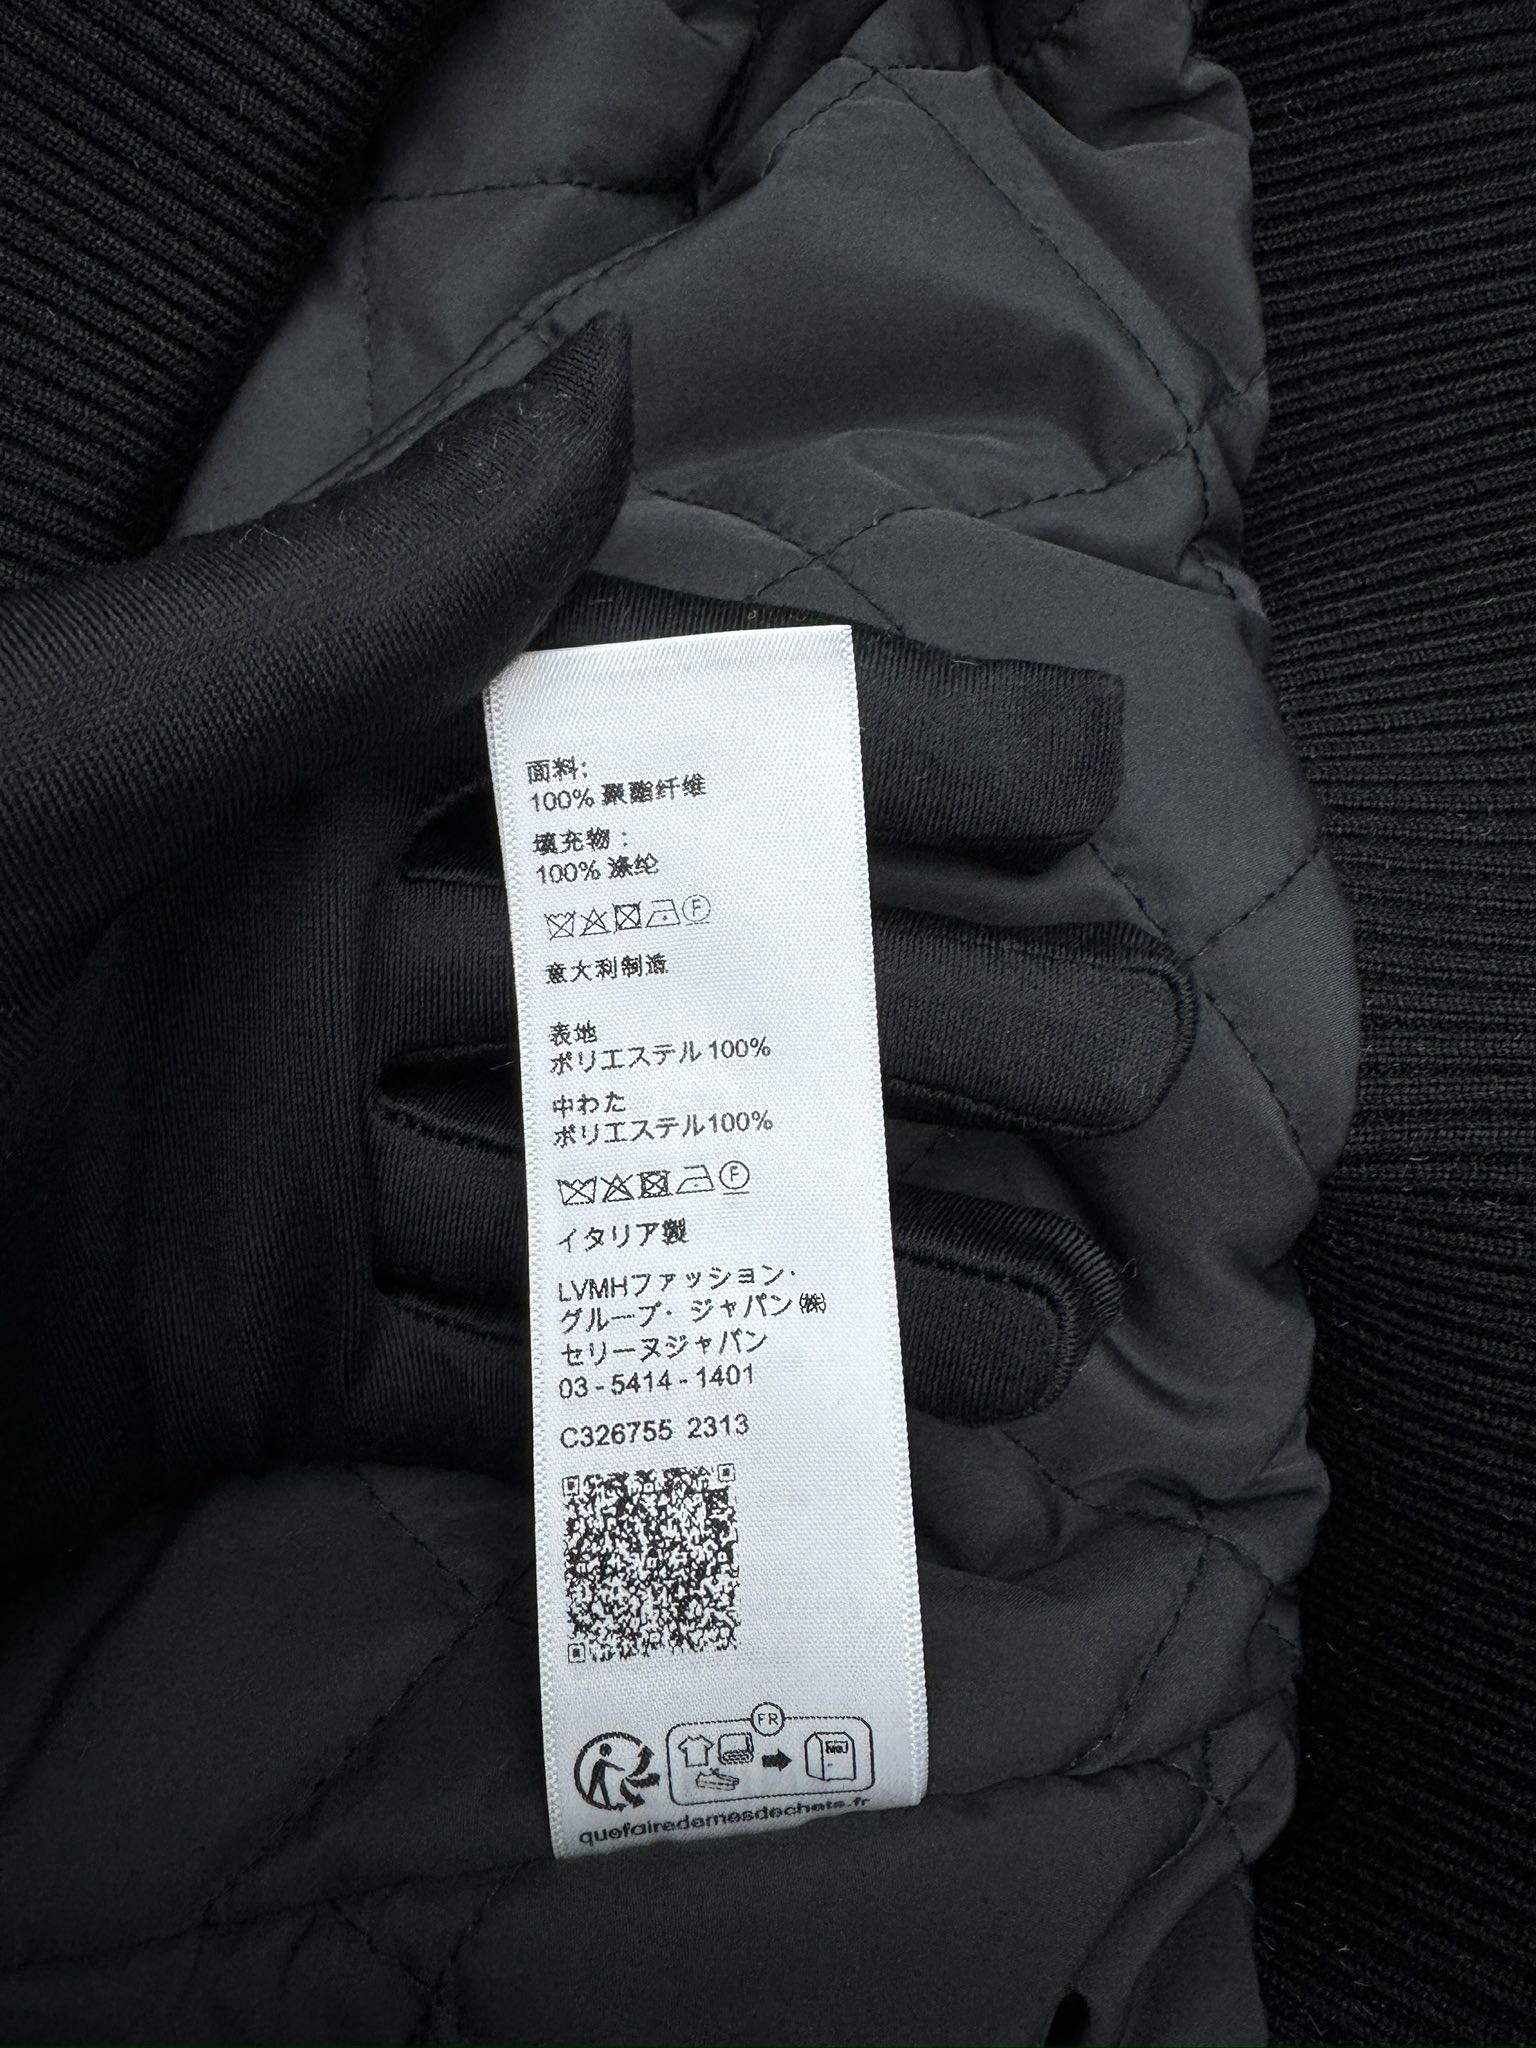 面料:
100% 聚酯纤维
填充物:
100% 涤纶
F
意大利制造
表地
ポリエステル 100%
中わた
ポリエステル100%
F
イタリア製
LVMHファッション・
グループ・ジャパン㈱
セリーヌジャパン
03-5414-1401
C326755 2313
FR
quefairedemesdechets.fr